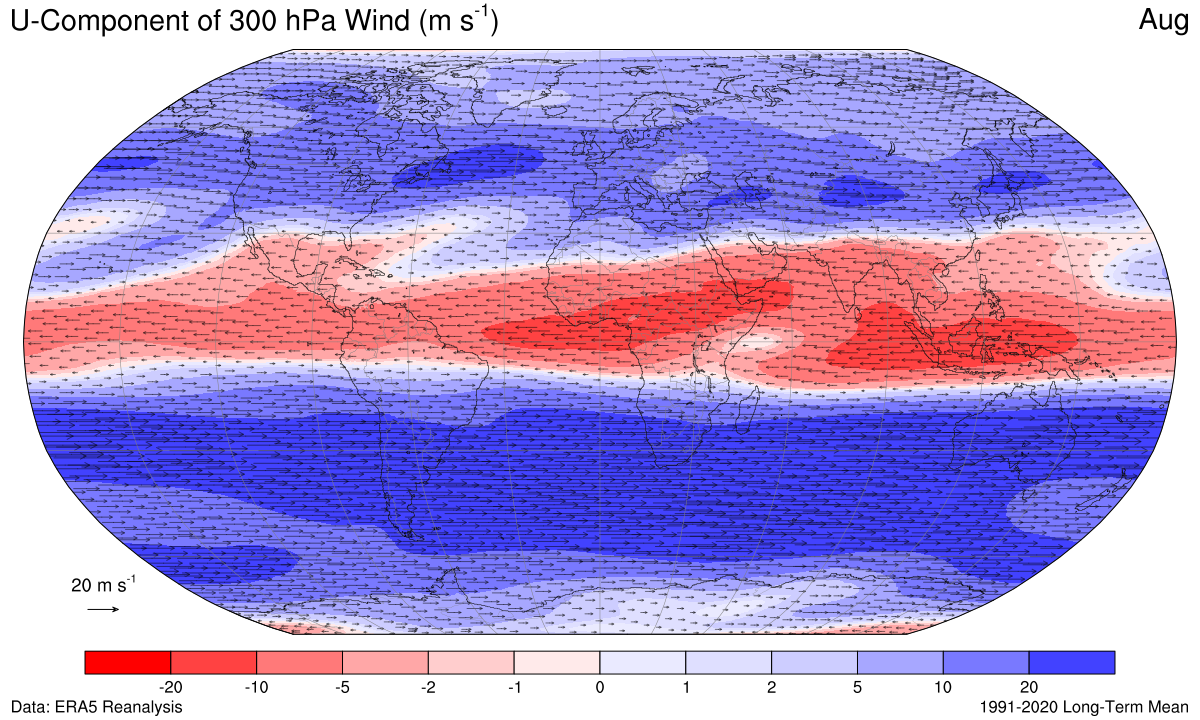 U-Component of 300 hPa Wind (m s-1)
Aug
20 m s-1
-20 -10 -5 -2 -1 0 1 2 5 10 20
Data: ERA5 Reanalysis
1991-2020 Long-Term Mean